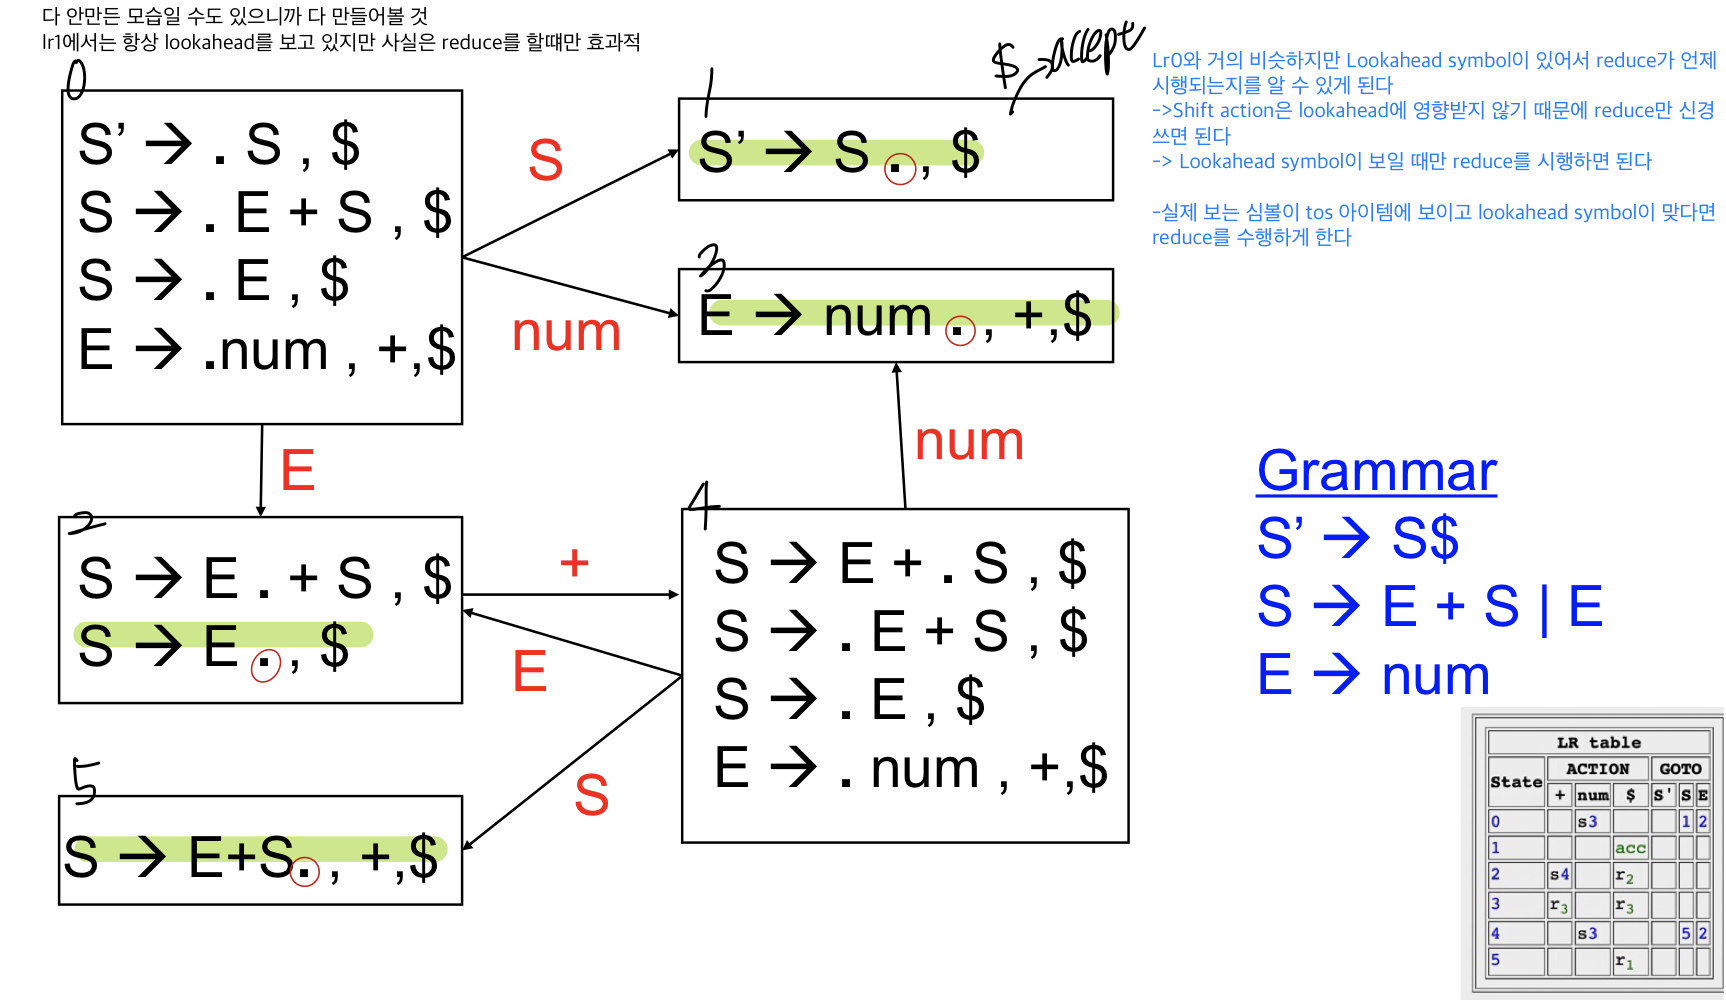 다 안만든 모습일 수도 있으니까 다 만들어볼 것
lr1에서는 항상 lookahead를 보고 있지만 사실은 reduce를 할떄만 효과적
0
S’ → . S , $
S → . E + S , $
S → . E , $
E → .num , +,$
S
num
E
1
$ → accept
S’ → S . , $
3
E → num . , +,$
num
2
S → E . + S , $
S → E . , $
+
E
S
4
S → E + . S , $
S → . E + S , $
S → . E , $
E → . num , +,$
5
S → E+S. , +,$
Lr0와 거의 비슷하지만 Lookahead symbol이 있어서 reduce가 언제
시행되는지를 알 수 있게 된다
->Shift action은 lookahead에 영향받지 않기 때문에 reduce만 신경
쓰면 된다
-> Lookahead symbol이 보일 때만 reduce를 시행하면 된다
-실제 보는 심볼이 tos 아이템에 보이고 lookahead symbol이 맞다면
reduce를 수행하게 한다
Grammar
S’ → S$
S → E + S | E
E → num
LR table
State ACTION GOTO
+ num $ S' S E
0 s3 1 2
1 acc
2 s4 r2
3 r3 r3
4 s3 5 2
5 r1